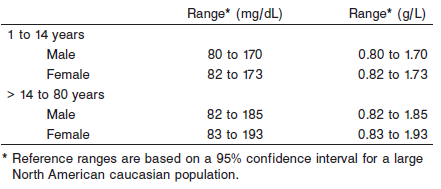 Range* (mg/dL) Range* (g/L)
1 to 14 years
Male 80 to 170 0.80 to 1.70
Female 82 to 173 0.82 to 1.73
> 14 to 80 years
Male 82 to 185 0.82 to 1.85
Female 83 to 193 0.83 to 1.93
* Reference ranges are based on a 95% confidence interval for a large
North American caucasian population.